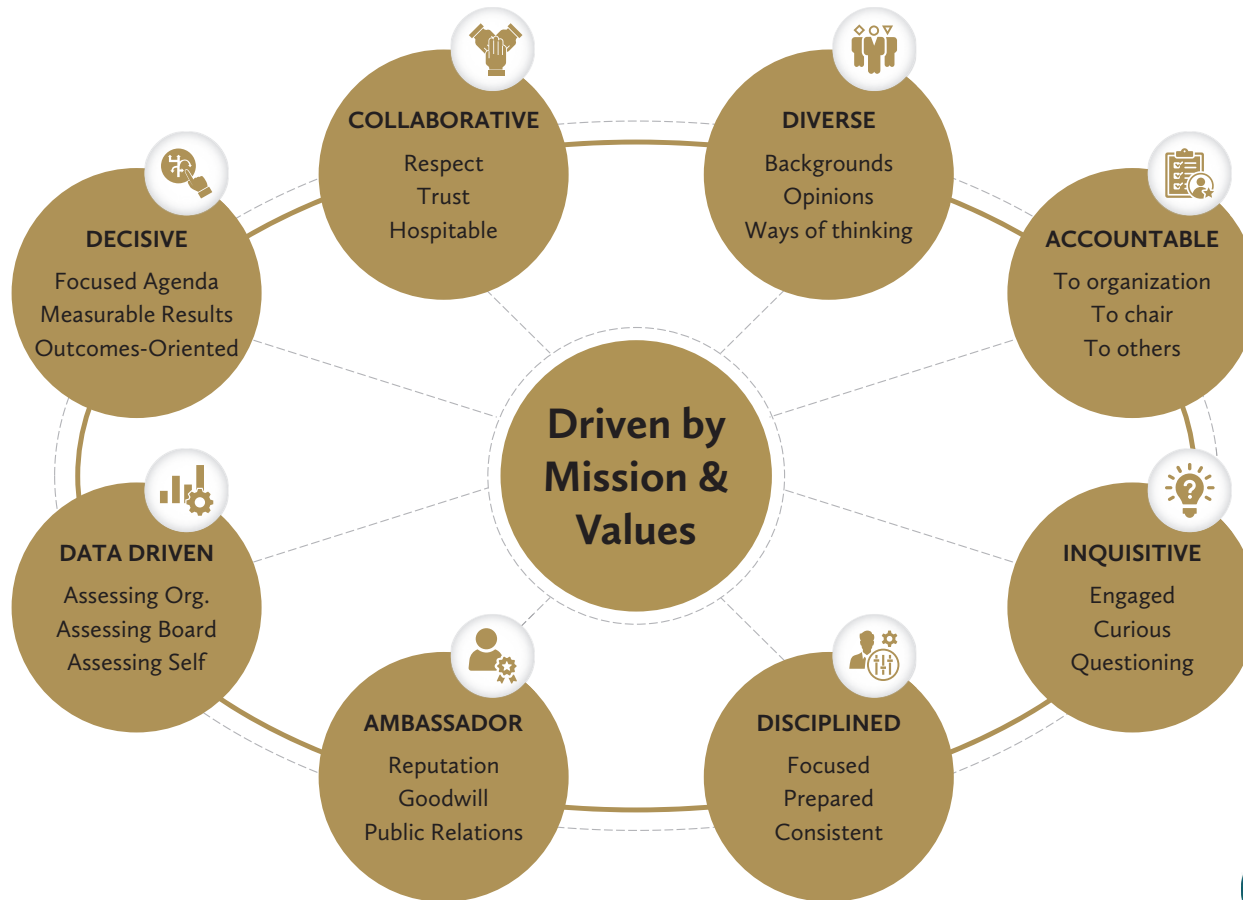 COLLABORATIVE
Respect
Trust
Hospitable
DIVERSE
Backgrounds
Opinions
Ways of thinking
DECISIVE
Focused Agenda
Measurable Results
Outcomes-Oriented
ACCOUNTABLE
To organization
To chair
To others
Driven by
Mission &
Values
DATA DRIVEN
Assessing Org.
Assessing Board
Assessing Self
INQUISITIVE
Engaged
Curious
Questioning
AMBASSADOR
Reputation
Goodwill
Public Relations
DISCIPLINED
Focused
Prepared
Consistent